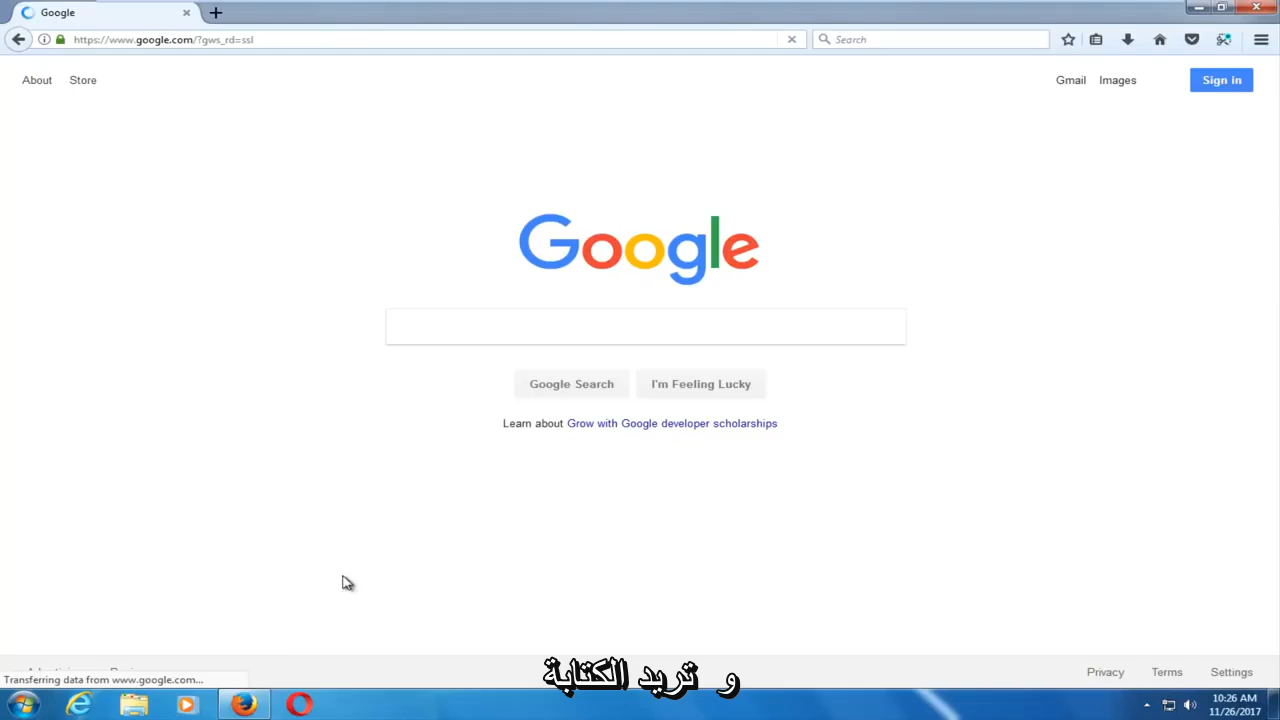 Google
https://www.google.com/?gws_rd=ssl
Search
About
Store
Gmail
Images
Sign in
Google
Google Search
I'm Feeling Lucky
Learn about Grow with Google developer scholarships
Privacy
Terms
Settings
Transferring data from www.google.com...
و تريد الكتابة
10:26 AM
11/26/2017